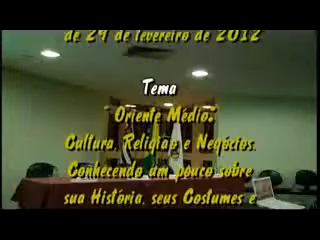 de 29 de fevereiro de 2012
Tema
"Oriente Médio:
Cultura, Religião e Negócios.
Conhecendo um pouco sobre
sua História, seus Costumes e